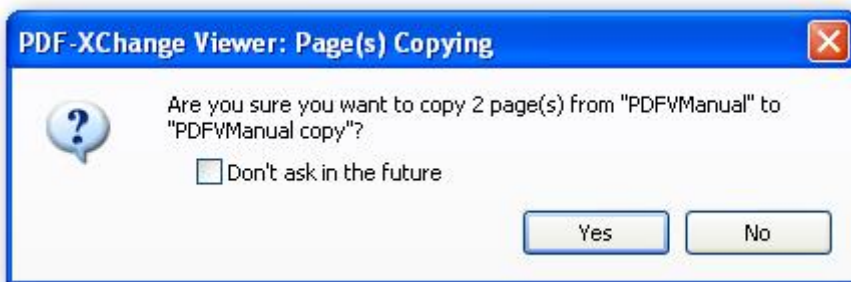 PDF-XChange Viewer: Page(s) Copying
Are you sure you want to copy 2 page(s) from "PDFVManual" to
"PDFVManual copy"?
Don't ask in the future
Yes
No